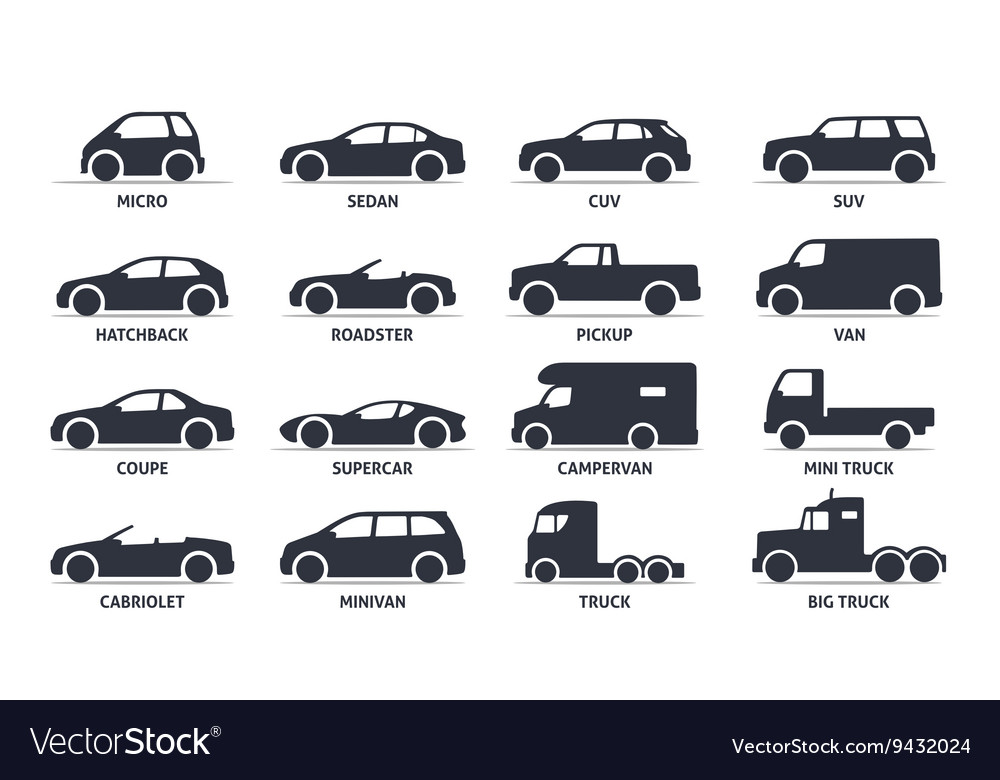 MICRO
SEDAN
CUV
SUV
HATCHBACK
ROADSTER
PICKUP
VAN
COUPE
SUPERCAR
CAMPERVAN
MINI TRUCK
CABRIOLET
MINIVAN
TRUCK
BIG TRUCK
VectorStock®
VectorStock.com/9432024